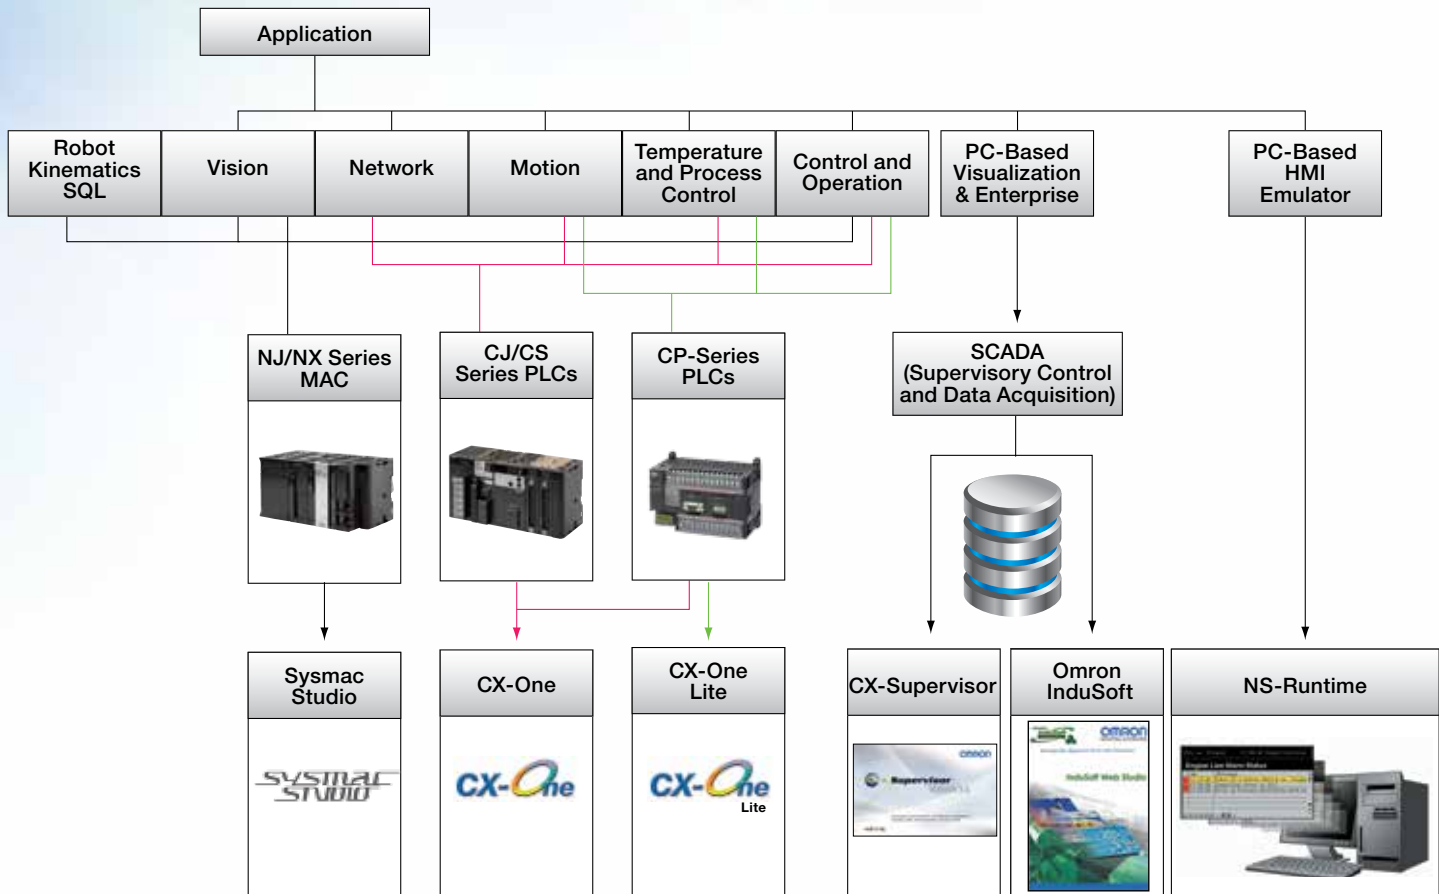 Application
Robot
Kinematics
SQL
Vision
Network
Motion
Temperature
and Process
Control
Control and
Operation
PC-Based
Visualization
& Enterprise
PC-Based
HMI
Emulator
NJ/NX Series
MAC
CJ/CS
Series PLCs
CP-Series
PLCs
SCADA
(Supervisory Control
and Data Acquisition)
Sysmac
Studio
CX-One
CX-One
Lite
CX-Supervisor
Omron
InduSoft
NS-Runtime
SYSMAC
STUDIO
CX-One
CX-One
Lite
OMRON
Supervisor
OMRON
InduSoft Web Studio